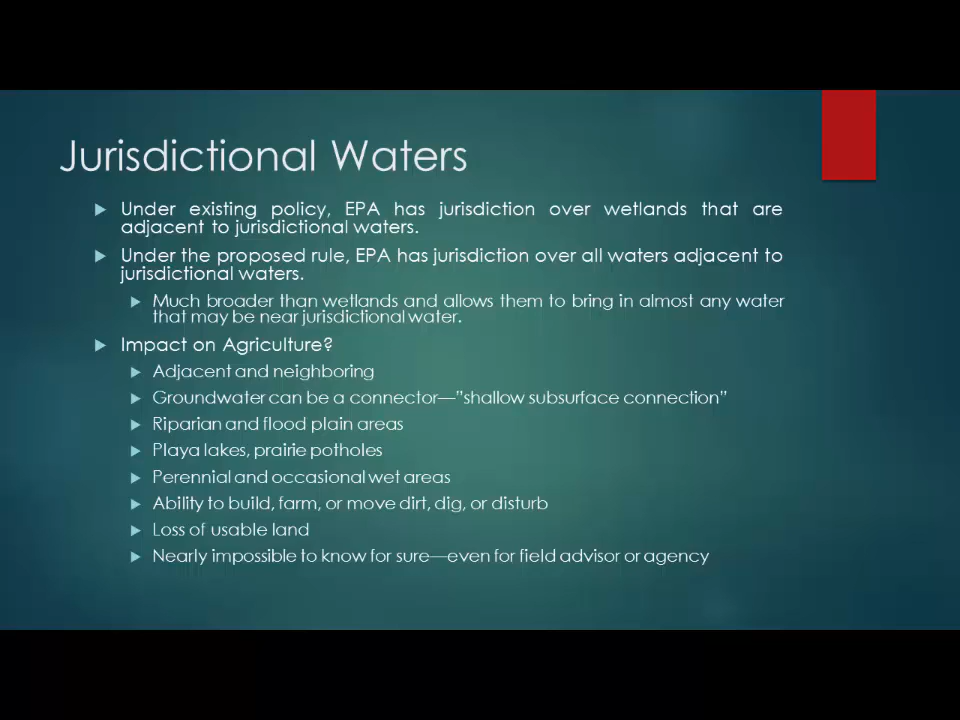 Jurisdictional Waters
Under existing policy, EPA has jurisdiction over wetlands that are
adjacent to jurisdictional waters.
Under the proposed rule, EPA has jurisdiction over all waters adjacent to
jurisdictional waters.
Much broader than wetlands and allows them to bring in almost any water
that may be near jurisdictional water.
Impact on Agriculture?
Adjacent and neighboring
Groundwater can be a connector—”shallow subsurface connection”
Riparian and flood plain areas
Playa lakes, prairie potholes
Perennial and occasional wet areas
Ability to build, farm, or move dirt, dig, or disturb
Loss of usable land
Nearly impossible to know for sure—even for field advisor or agency